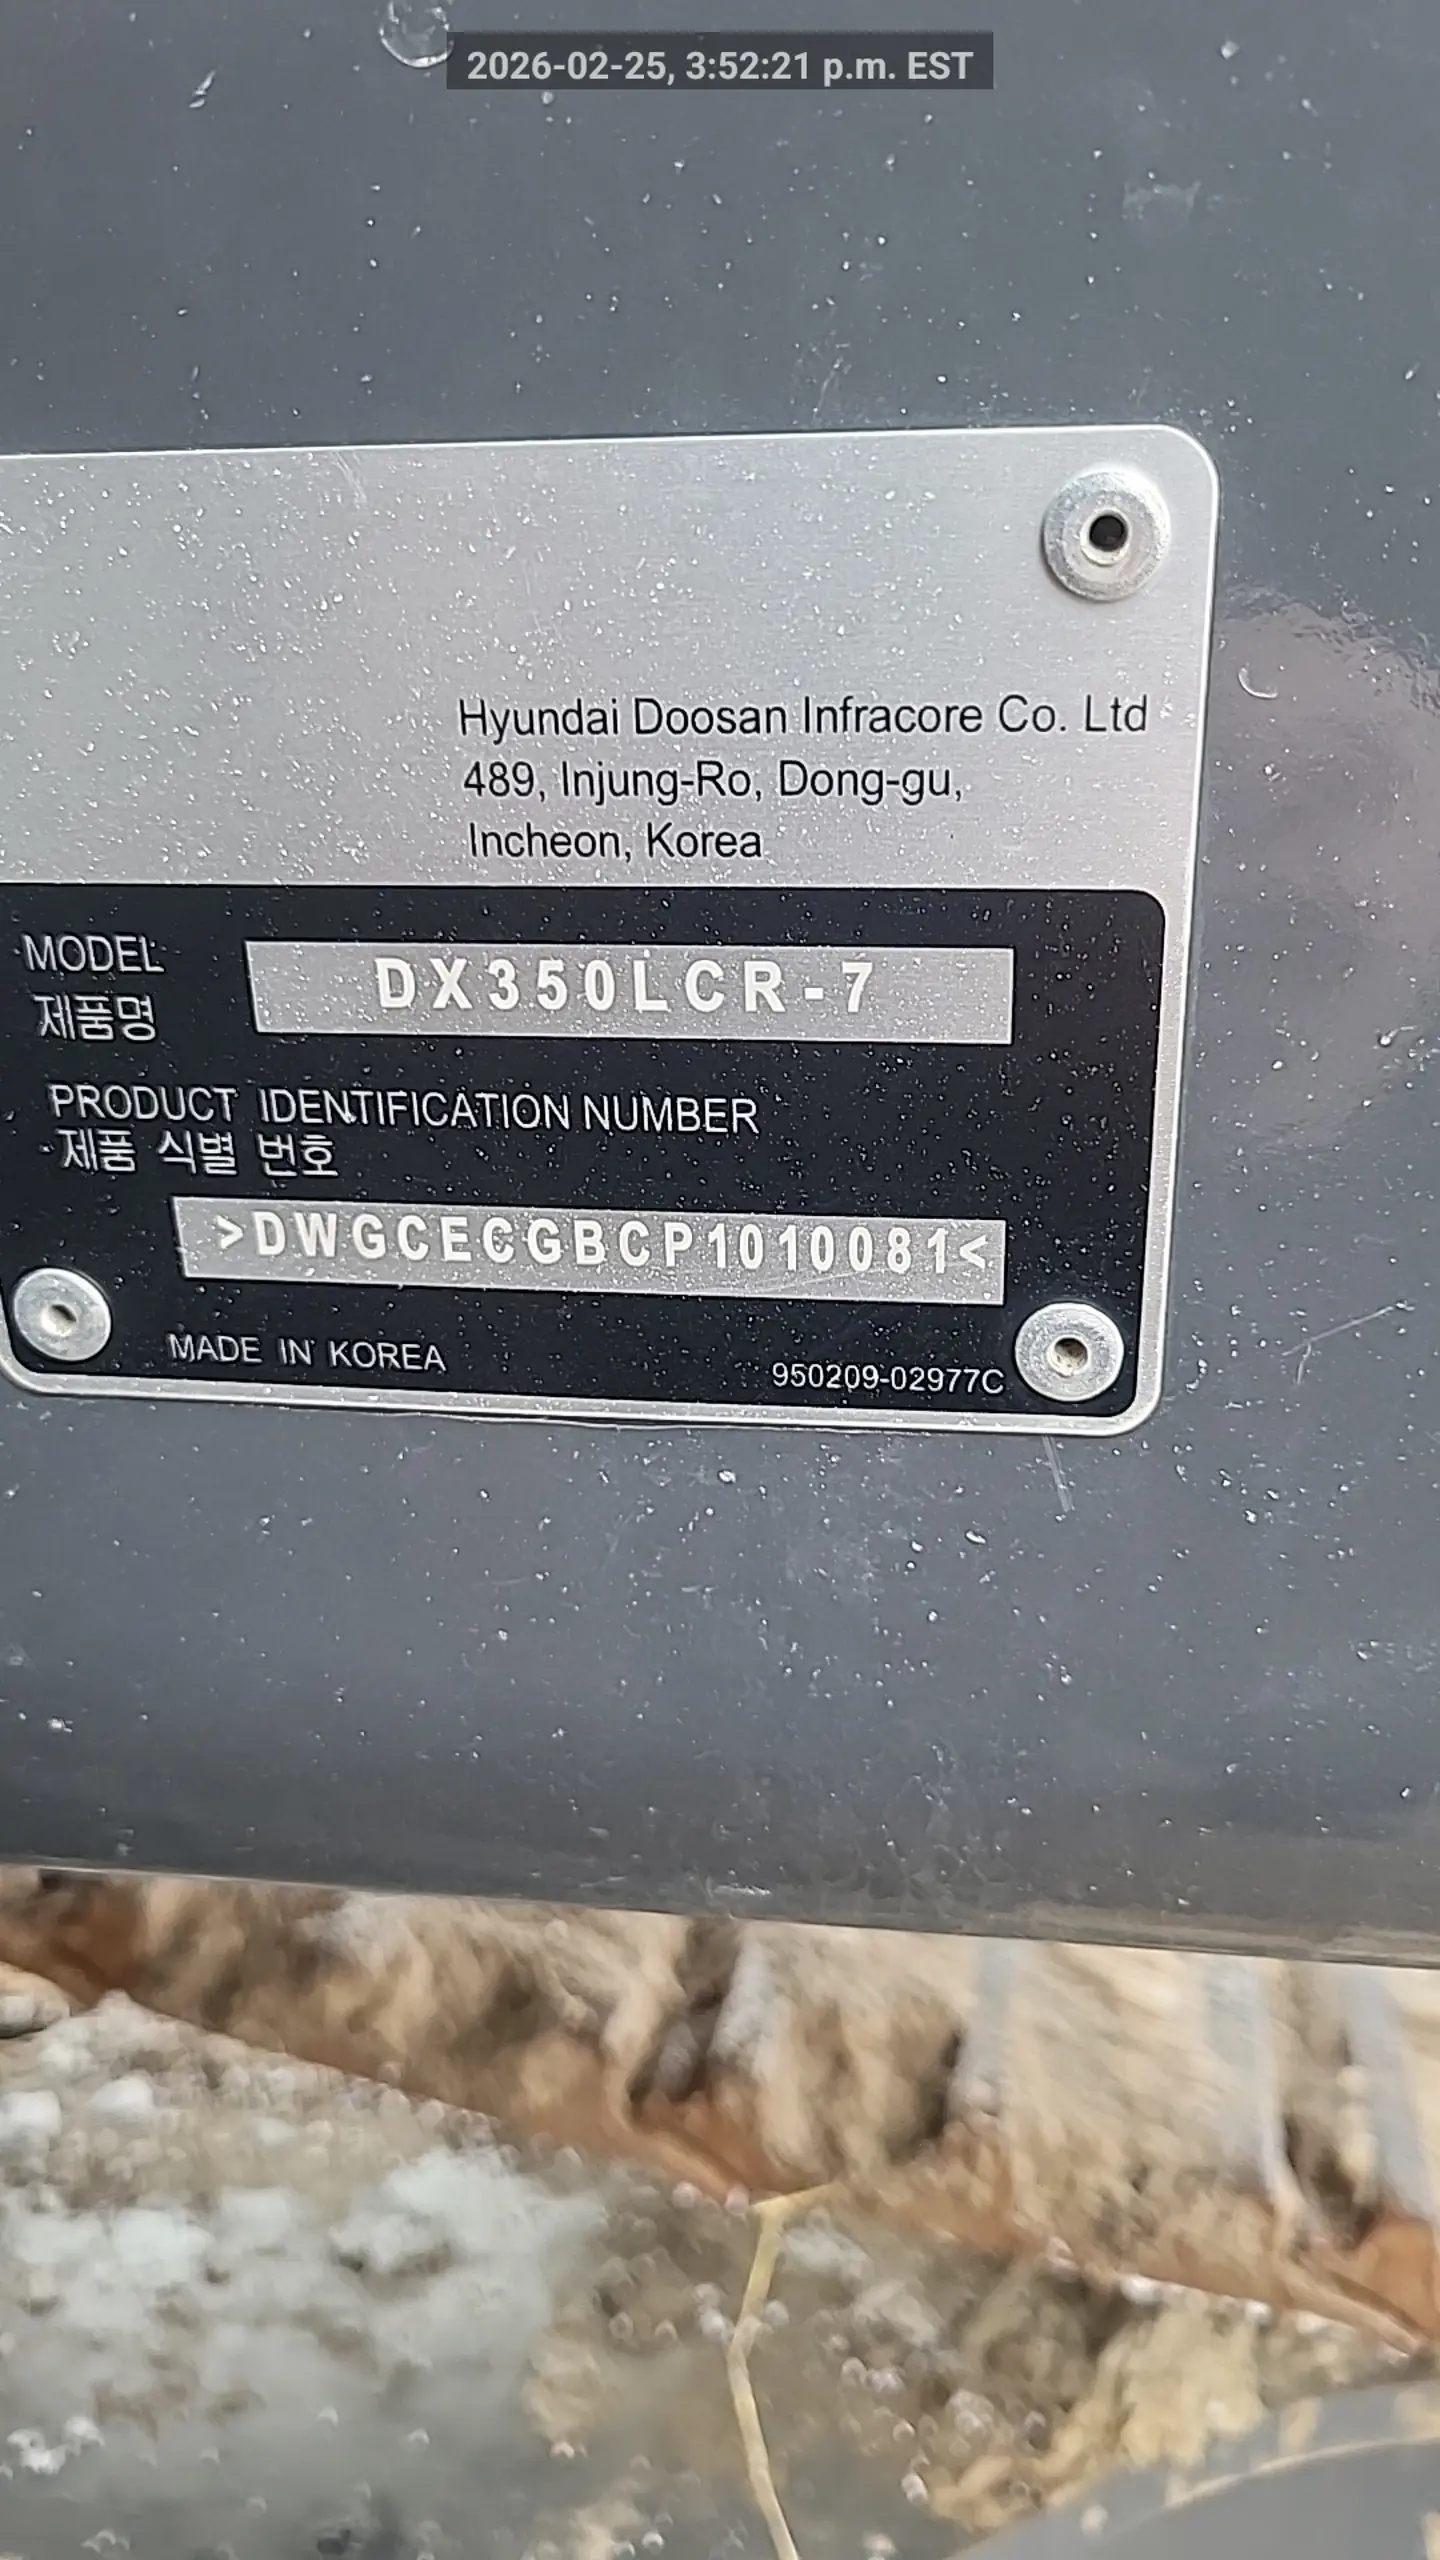 2026-02-25, 3:52:21 p.m. EST
Hyundai Doosan Infracore Co. Ltd
489, Injung-Ro, Dong-gu,
Incheon, Korea
MODEL
제품명
DX350LCR-7
PRODUCT IDENTIFICATION NUMBER
제품 식별 번호
>DWGCECGBCP1010081<
MADE IN KOREA
950209-02977C